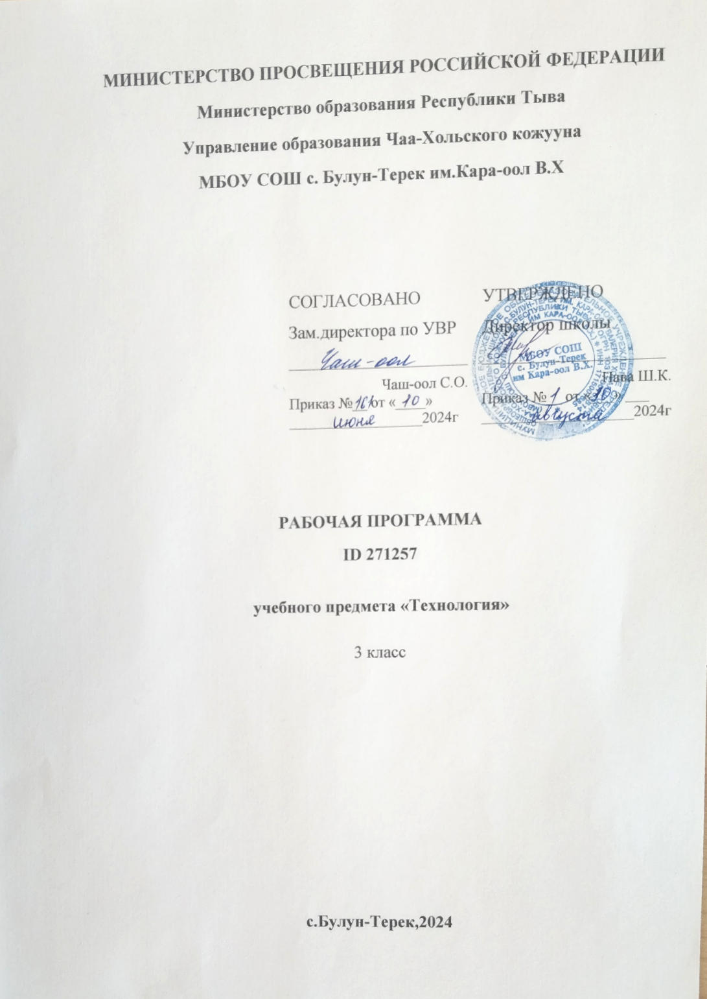 МИНИСТЕРСТВО ПРОСВЕЩЕНИЯ РОССИЙСКОЙ ФЕДЕРАЦИИ
Министерство образования Республики Тыва
Управление образования Чаа-Хольского кожууна
МБОУ СОШ с. Булун-Терек им.Кара-оол В.Х
СОГЛАСОВАНО
Зам.директора по УВР
Чаш-оол
Чаш-оол С.О.
Приказ №161 от «10»
июня 2024г
УТВЕРЖДЕНО
Директор школы
МБОУ СОШ
с. Булун-Терек
им Кара-оол В.Х.
Ш.К.
Приказ № 1 от «30»
августа 2024г
РАБОЧАЯ ПРОГРАММА
ID 271257
учебного предмета «Технология»
3 класс
с.Булун-Терек,2024